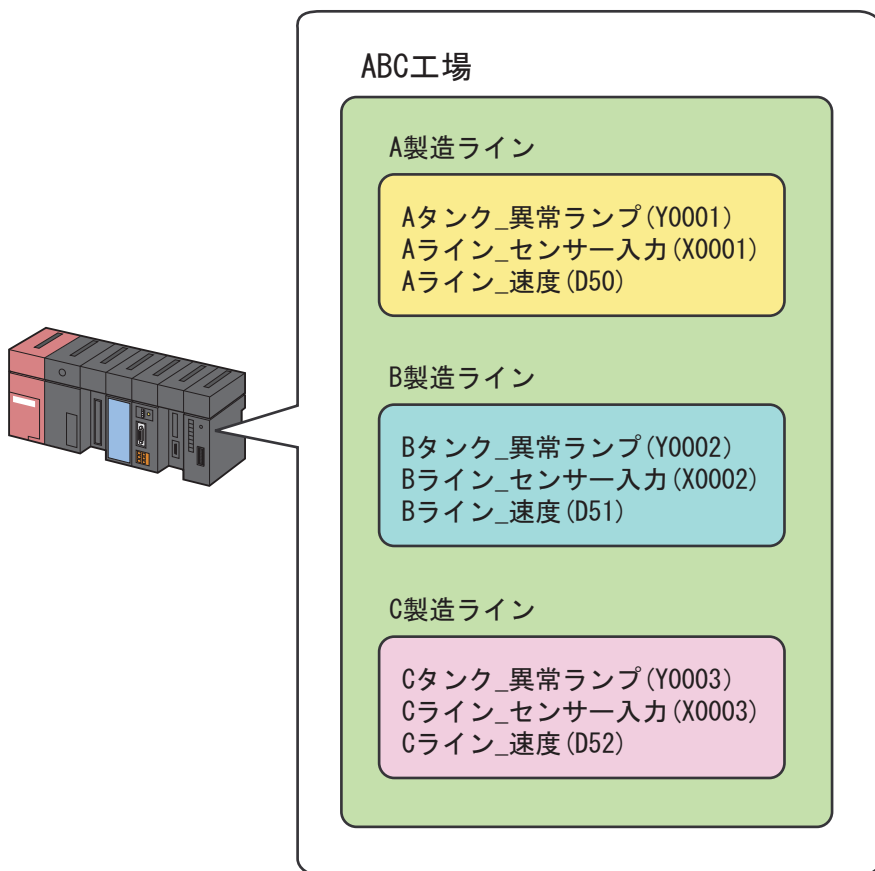 ABC工場
A製造ライン
Aタンク_異常ランプ(Y0001)
Aライン_センサー入力(X0001)
Aライン_速度(D50)
B製造ライン
Bタンク_異常ランプ(Y0002)
Bライン_センサー入力(X0002)
Bライン_速度(D51)
C製造ライン
Cタンク_異常ランプ(Y0003)
Cライン_センサー入力(X0003)
Cライン_速度(D52)